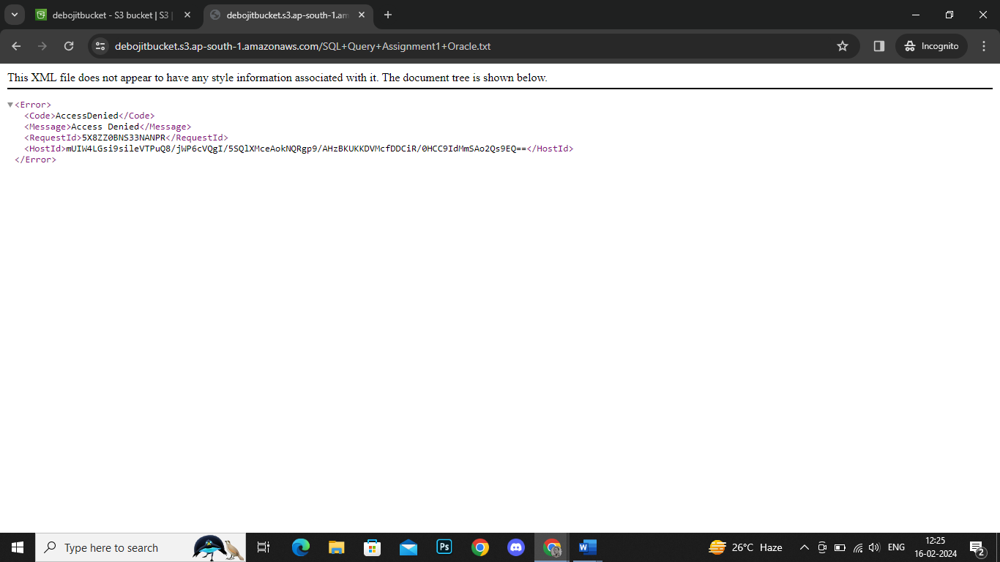 debojitbucket - S3 bucket | S3 |
debojitbucket.s3.ap-south-1.am
debojitbucket.s3.ap-south-1.amazonaws.com/SQL+Query+Assignment1+Oracle.txt
Incognito
This XML file does not appear to have any style information associated with it. The document tree is shown below.
<Error>
<Code>AccessDenied</Code>
<Message>Access Denied</Message>
<RequestId>5X8ZZ0BNS33NANPR</RequestId>
<HostId>mUIW4LGsi9sileVTPuQ8/jWP6cVQgI/5SQlXMceAokNQRgp9/AHzBKUKKDVMcfDDCiR/0HCC9IdMmSAo2Qs9EQ==</HostId>
</Error>
Type here to search
Ps
W
26°C Haze
ENG
12:25
16-02-2024
2